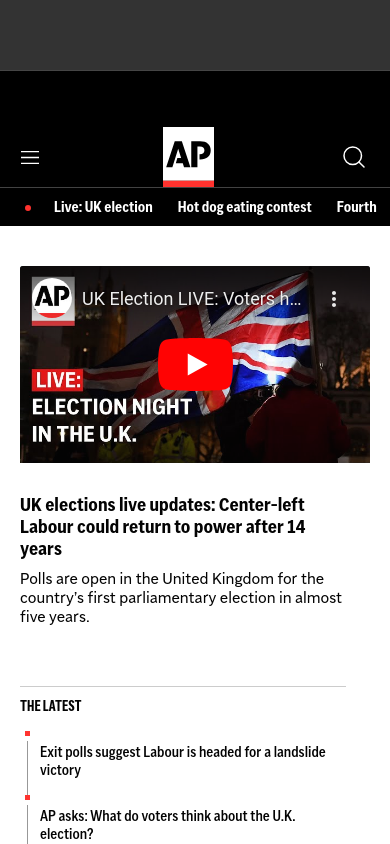 AP
Live: UK election Hot dog eating contest Fourth
AP UK Election LIVE: Voters h...
LIVE:
ELECTION NIGHT
IN THE U.K.
UK elections live updates: Center-left
Labour could return to power after 14
years
Polls are open in the United Kingdom for the
country’s first parliamentary election in almost
five years.
THE LATEST
Exit polls suggest Labour is headed for a landslide
victory
AP asks: What do voters think about the U.K.
election?